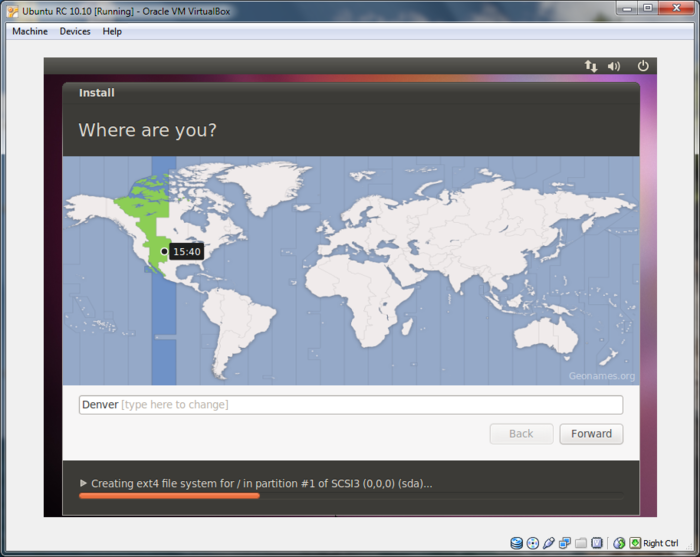 Ubuntu RC 10.10 [Running] - Oracle VM VirtualBox
Machine Devices Help
Install
Where are you?
15:40
Geonames.org
Denver [type here to change]
Back Forward
Creating ext4 file system for / in partition #1 of SCSI3 (0,0,0) (sda)...
Right Ctrl